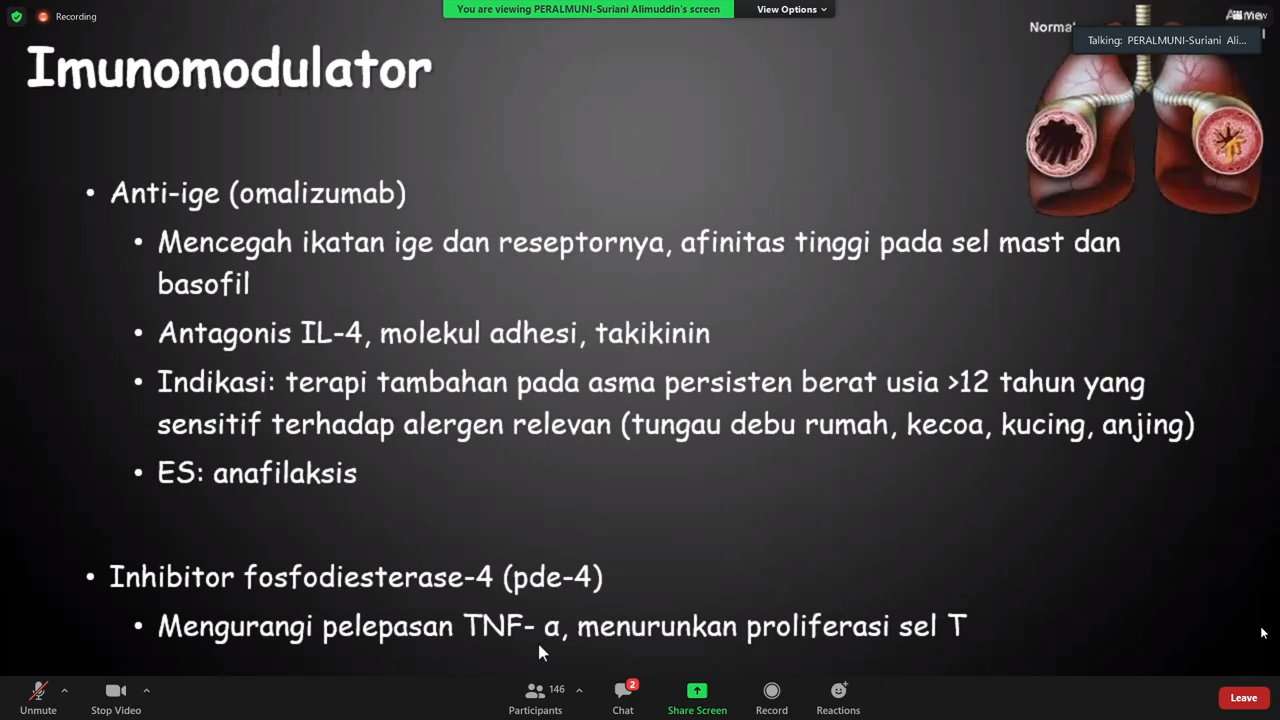 Recording
You are viewing PERALMUNI-Suriani Alimuddin's screen
View Options
View
Normal
Talking: PERALMUNI-Suriani Ali...
Imunomodulator
• Anti-ige (omalizumab)
• Mencegah ikatan ige dan reseptornya, afinitas tinggi pada sel mast dan
basofil
• Antagonis IL-4, molekul adhesi, takikinin
• Indikasi: terapi tambahan pada asma persisten berat usia >12 tahun yang
sensitif terhadap alergen relevan (tungau debu rumah, kecoa, kucing, anjing)
• ES: anafilaksis
• Inhibitor fosfodiesterase-4 (pde-4)
• Mengurangi pelepasan TNF- α, menurunkan proliferasi sel T
Unmute
Stop Video
146
Participants
2
Chat
Share Screen
Record
Reactions
Leave